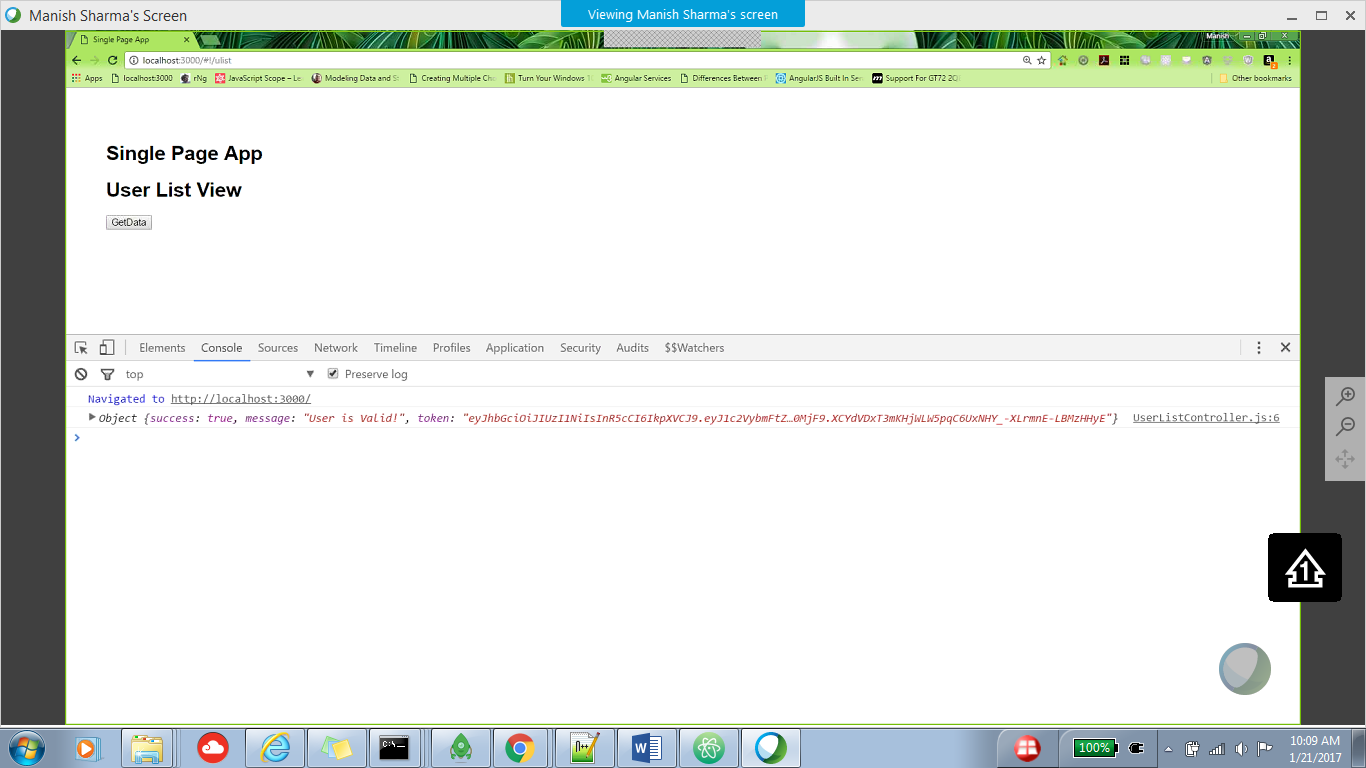 Manish Sharma's Screen
Viewing Manish Sharma's screen
Single Page App
Manish
localhost:3000/#!/ulist
Apps localhost:3000 rNg JavaScript Scope – Le Modeling Data and Creating Multiple Turn Your Windows Angular Services Differences Between AngularJS Built In Ser Support For GT72 Other bookmarks
Single Page App
User List View
GetData
Elements Console Sources Network Timeline Profiles Application Security Audits $$Watchers
top Preserve log
Navigated to http://localhost:3000/
Object {success: true, message: "User is Valid!", token: "eyJhbGciOiJIUzI1NiIsInR5cCI6IkpXVCJ9.eyJ1c2VybmFtZ…0MjF9.XCYdVDxT3mKHjWLW5pqC6UxNHY_-XLrmnE-LBMzHHyE"} UserListController.js:6
1
C:\
100%
10:09 AM
1/21/2017